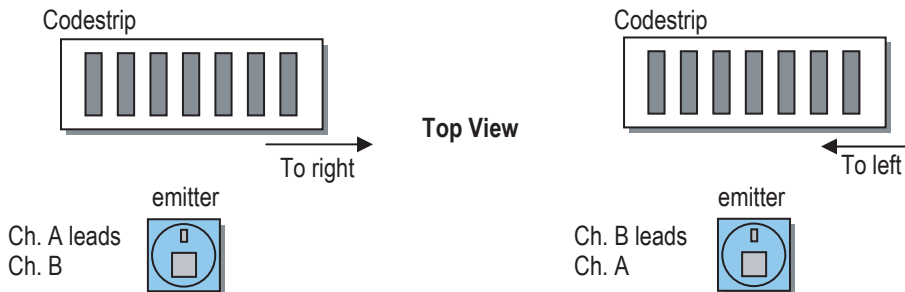 Codestrip
To right
emitter
Ch. A leads
Ch. B
Top View
Codestrip
To left
emitter
Ch. B leads
Ch. A